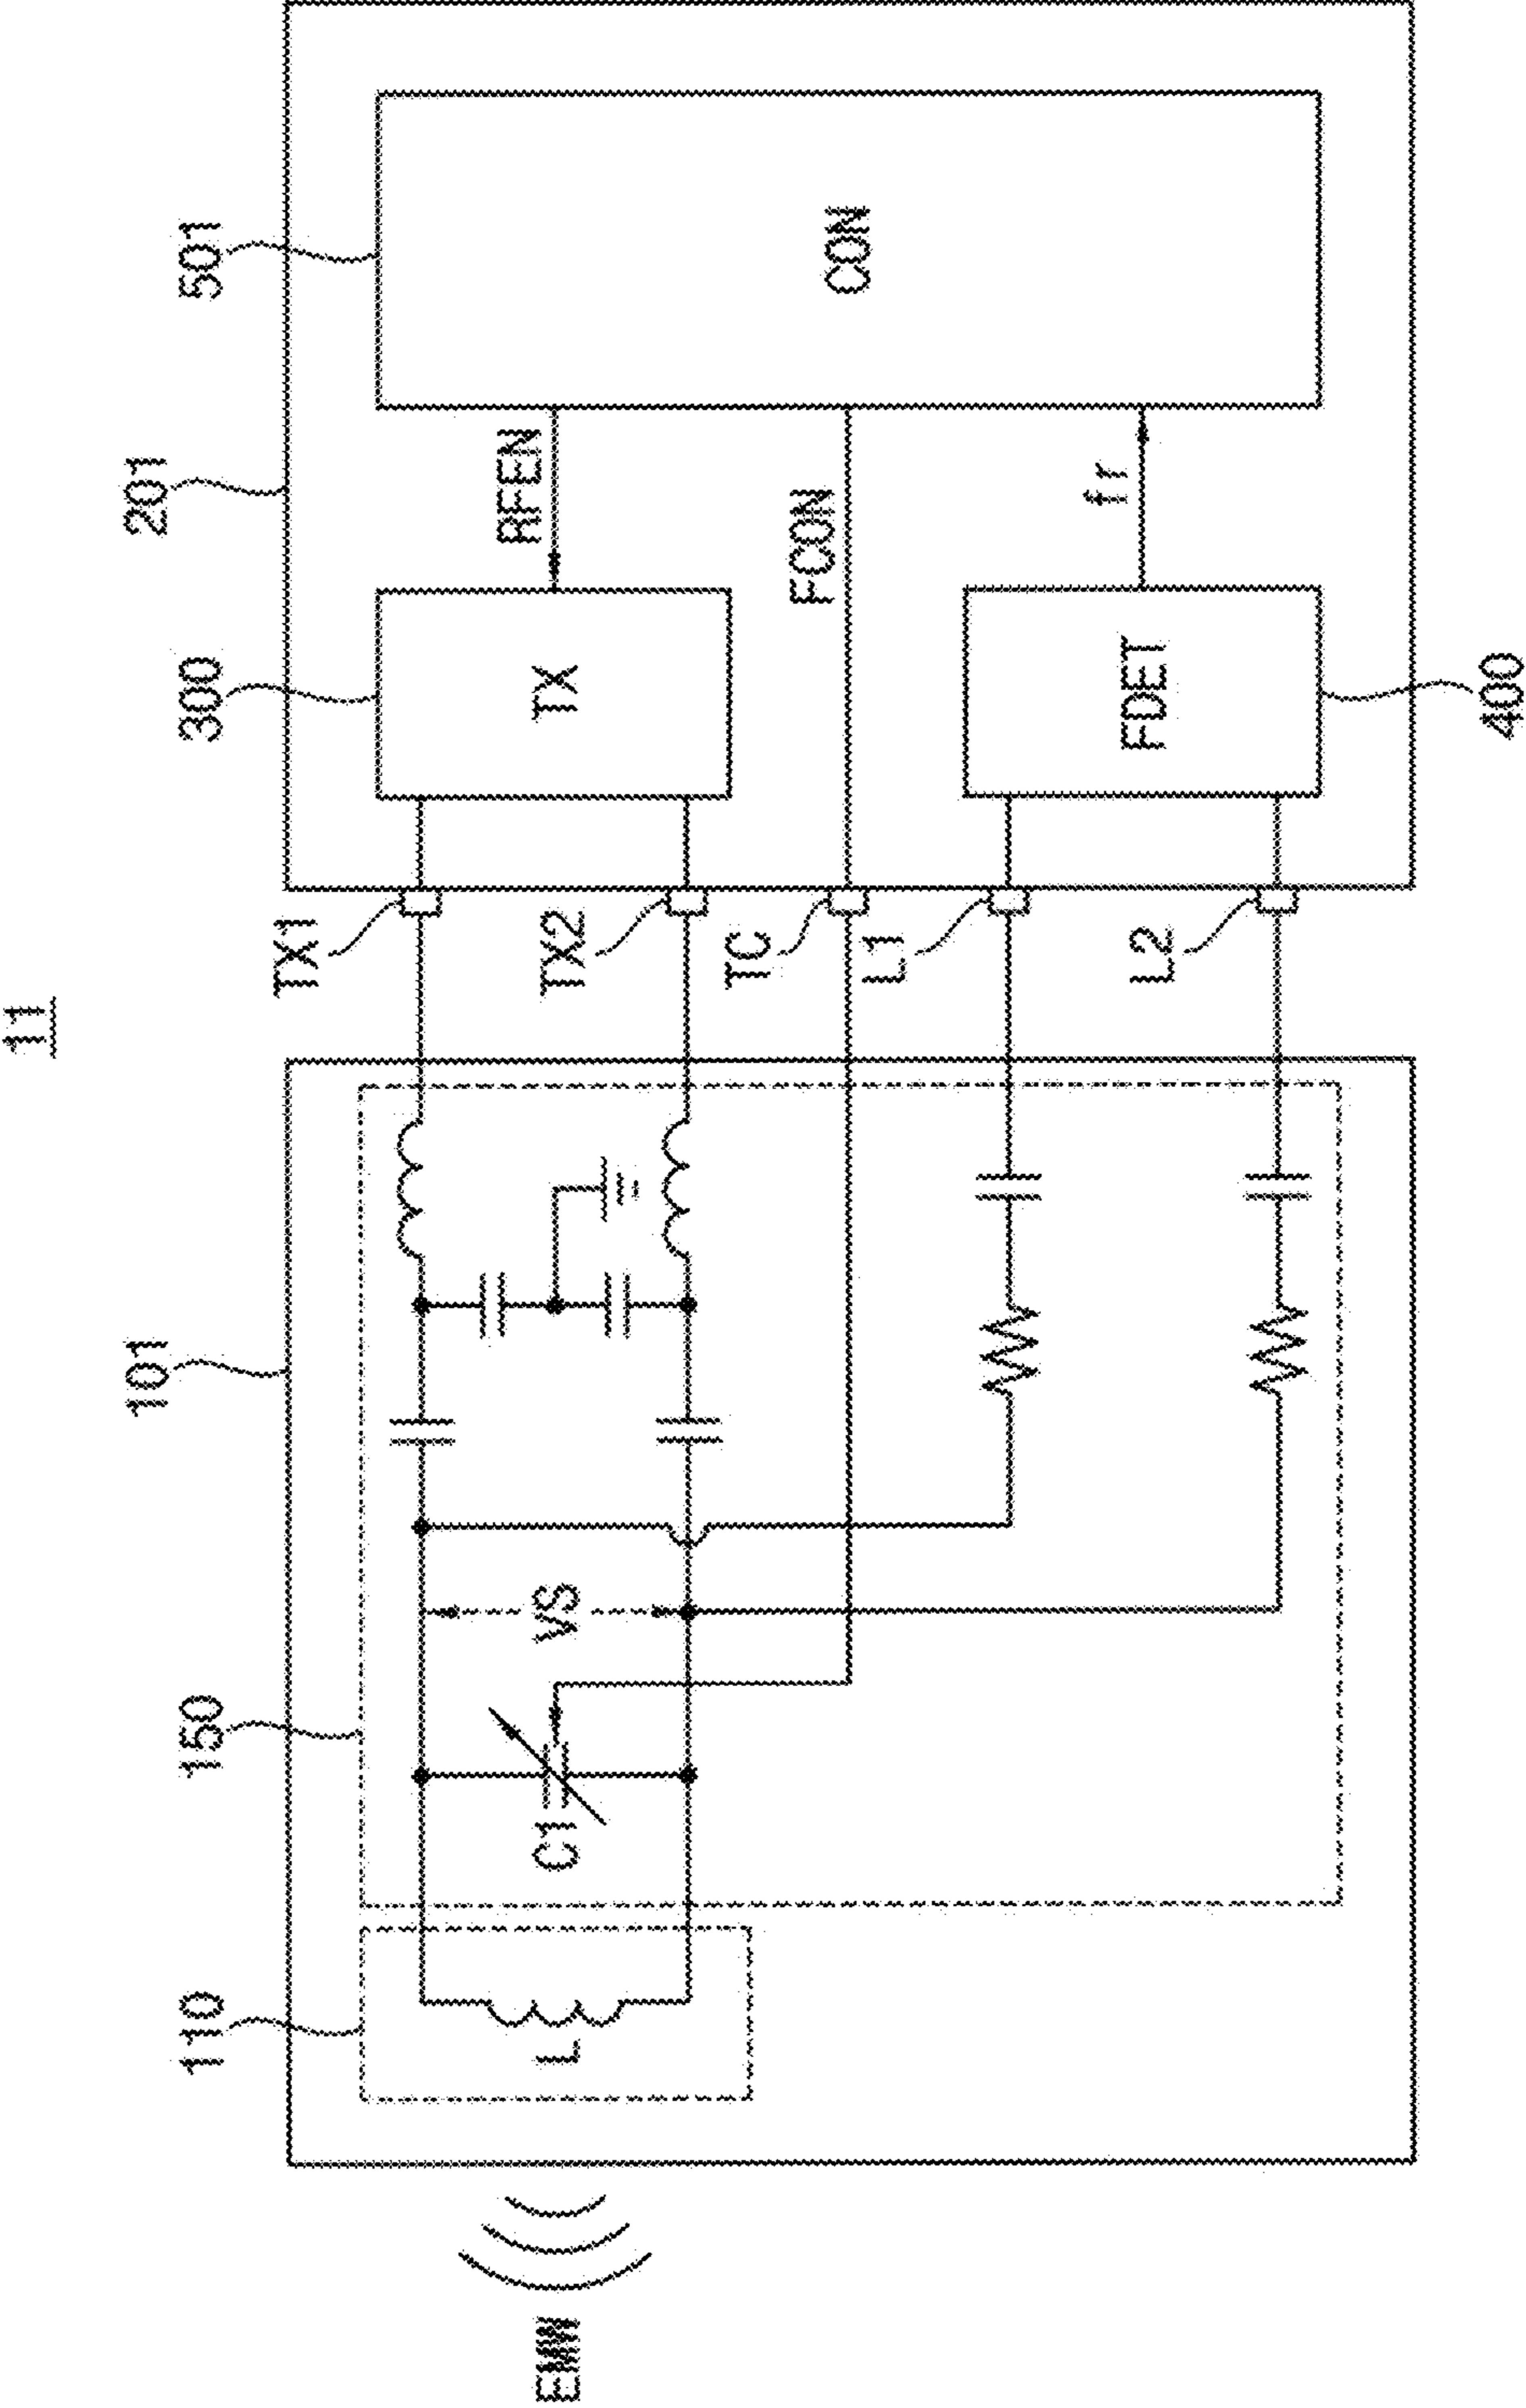 11
101
201
110
150
300
501
EMW
L
C1
VS
TX1
TX2
TC
L1
L2
TX
RFEN
FCON
CON
FDET
fr
400